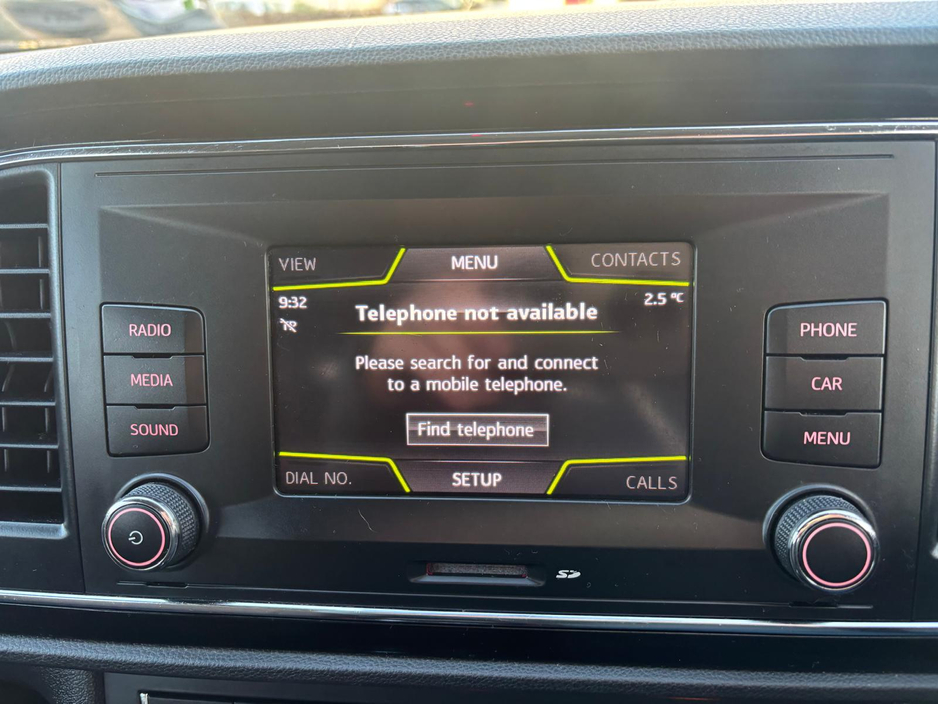 VIEW
MENU
CONTACTS
9:32
2.5 °C
Telephone not available
RADIO
PHONE
Please search for and connect
to a mobile telephone.
MEDIA
CAR
SOUND
Find telephone
MENU
DIAL NO.
SETUP
CALLS
SD